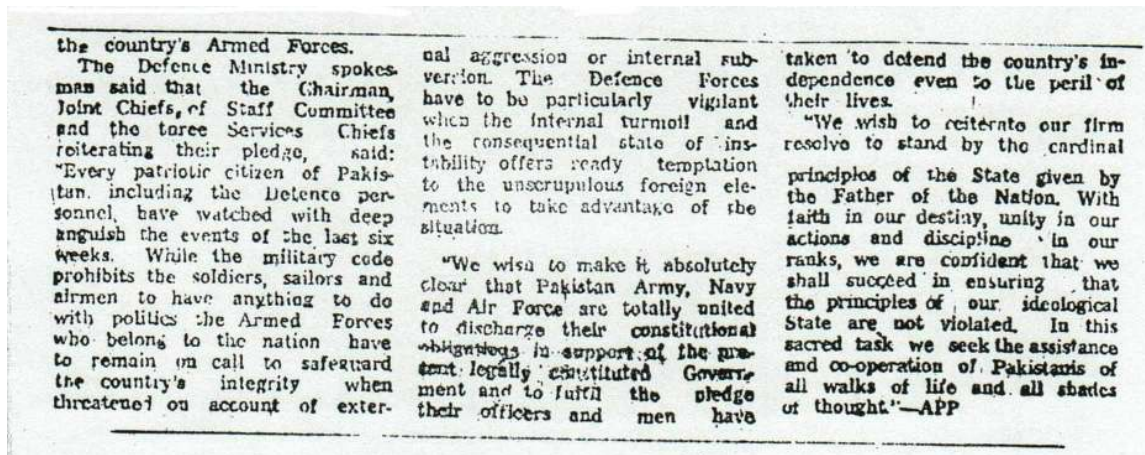 the country's Armed Forces.
The Defence Ministry spokes-
man said that the Chairman,
Joint Chiefs, of Staff Committee
and the toree Services Chiefs
reiterating their pledge, said:
"Every patriotic citizen of Pakis-
tan, including the Defence per-
sonnel, have watched with deep
anguish the events of the last six
weeks. While the military code
prohibits the soldiers, sailors and
airmen to have anything to do
with politics the Armed Forces
who belong to the nation have
to remain on call to safeguard
the country's integrity when
threatened on account of exter-
nal aggression or internal sub-
version. The Defence Forces
have to be particularly vigilant
when the internal turmoil and
the consequential state of ins-
tability offers ready temptation
to the unscrupulous foreign ele-
ments to take advantage of the
situation.
"We wish to make it absolutely
clear that Pakistan Army, Navy
and Air Force are totally united
to discharge their constitutional
obligations in support of the pre-
sent legally constituted Govern-
ment and to fulfil the pledge
their officers and men have
taken to defend the country's in-
dependence even to the peril of
their lives.
"We wish to reiterate our firm
resolve to stand by the cardinal
principles of the State given by
the Father of the Nation. With
faith in our destiny, unity in our
actions and discipline in our
ranks, we are confident that we
shall succeed in ensuring that
the principles of our ideological
State are not violated. In this
sacred task we seek the assistance
and co-operation of Pakistanis of
all walks of life and all shades
of thought."—APP